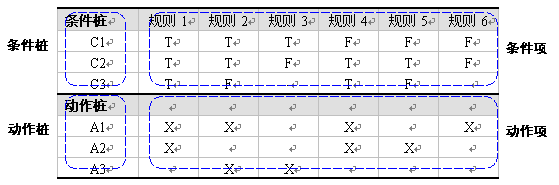 条件桩 规则 1 规则 2 规则 3 规则 4 规则 5 规则 6
条件桩 C1 T T T F F F 条件项
C2 T T F T T F
C3 T F T F
动作桩
动作桩 A1 X X X X 动作项
A2 X X X
A3 X X